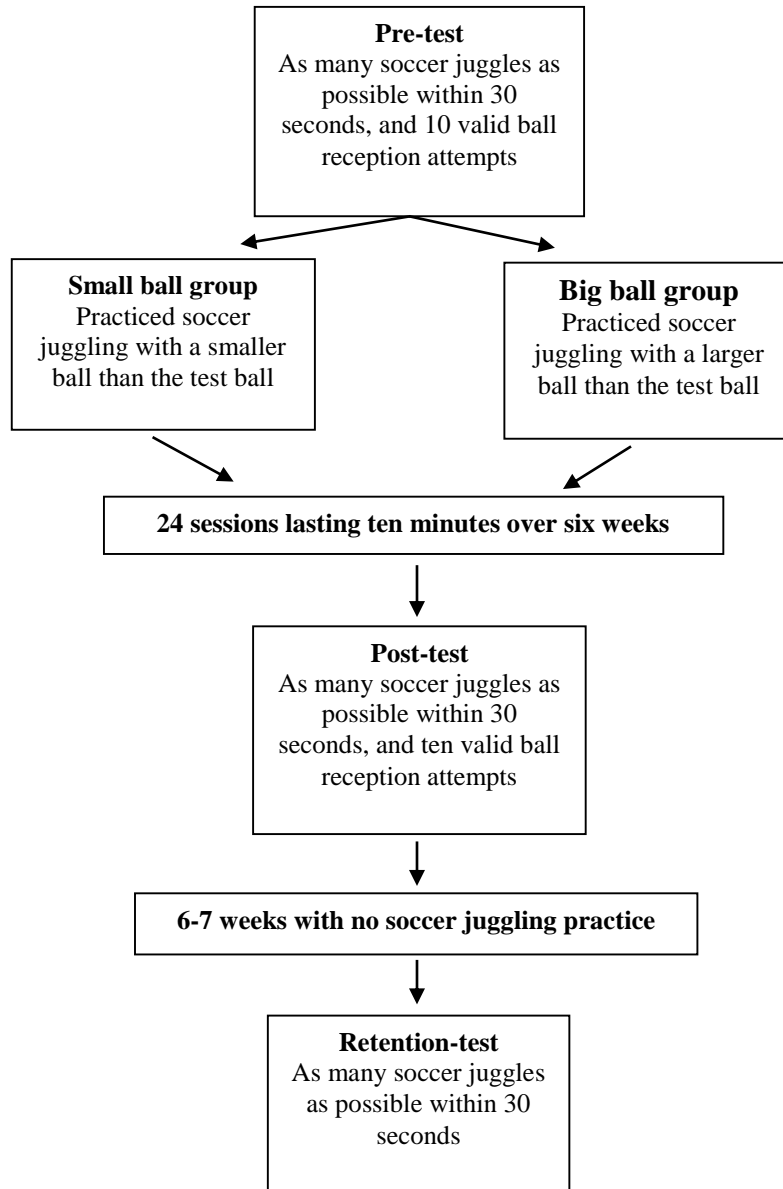 Pre-test
As many soccer juggles as
possible within 30
seconds, and 10 valid ball
reception attempts
Small ball group
Practiced soccer
juggling with a smaller
ball than the test ball
Big ball group
Practiced soccer
juggling with a larger
ball than the test ball
24 sessions lasting ten minutes over six weeks
Post-test
As many soccer juggles as
possible within 30
seconds, and ten valid ball
reception attempts
6-7 weeks with no soccer juggling practice
Retention-test
As many soccer juggles
as possible within 30
seconds